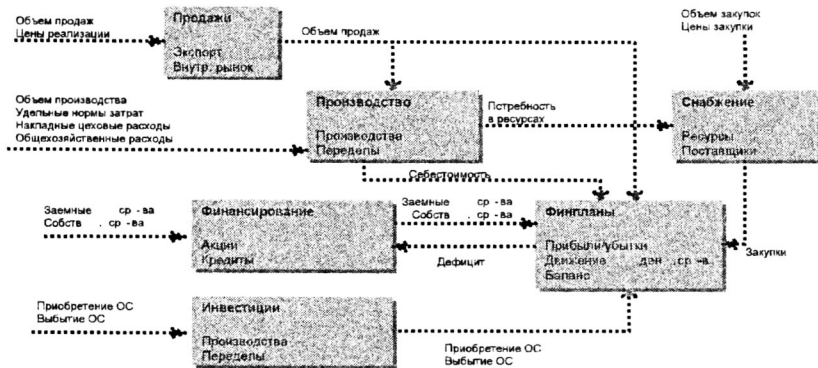 Объем продаж
Цены реализации
Продажи
Экспорт
Внутр. рынок
Объем продаж
Объем закупок
Цены закупки
Объем производства
Удельные нормы затрат
Накладные цеховые расходы
Общехозяйственные расходы
Производство
Производства
Переделы
Потребность
в ресурсах
Снабжение
Ресурсы
Поставщики
Себестоимость
Заемные ср -ва
Собств . ср -ва
Финансирование
Акции
Кредиты
Заемные ср -ва
Собств . ср -ва
Дефицит
Финпланы
Прибыли/убытки
Движение ден .ср -в.
Баланс
Закупки
Приобретение ОС
Выбытие ОС
Инвестиции
Производства
Переделы
Приобретение ОС
Выбытие ОС